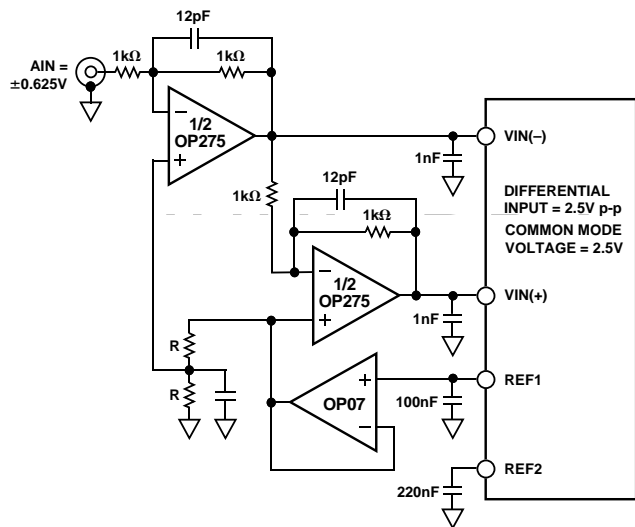 12pF
AIN =
±0.625V
1kΩ
1kΩ
1/2
OP275
1nF
VIN(–)
1kΩ
12pF
1kΩ
DIFFERENTIAL
INPUT = 2.5V p-p
COMMON MODE
VOLTAGE = 2.5V
1/2
OP275
1nF
VIN(+)
R
R
OP07
100nF
REF1
220nF
REF2